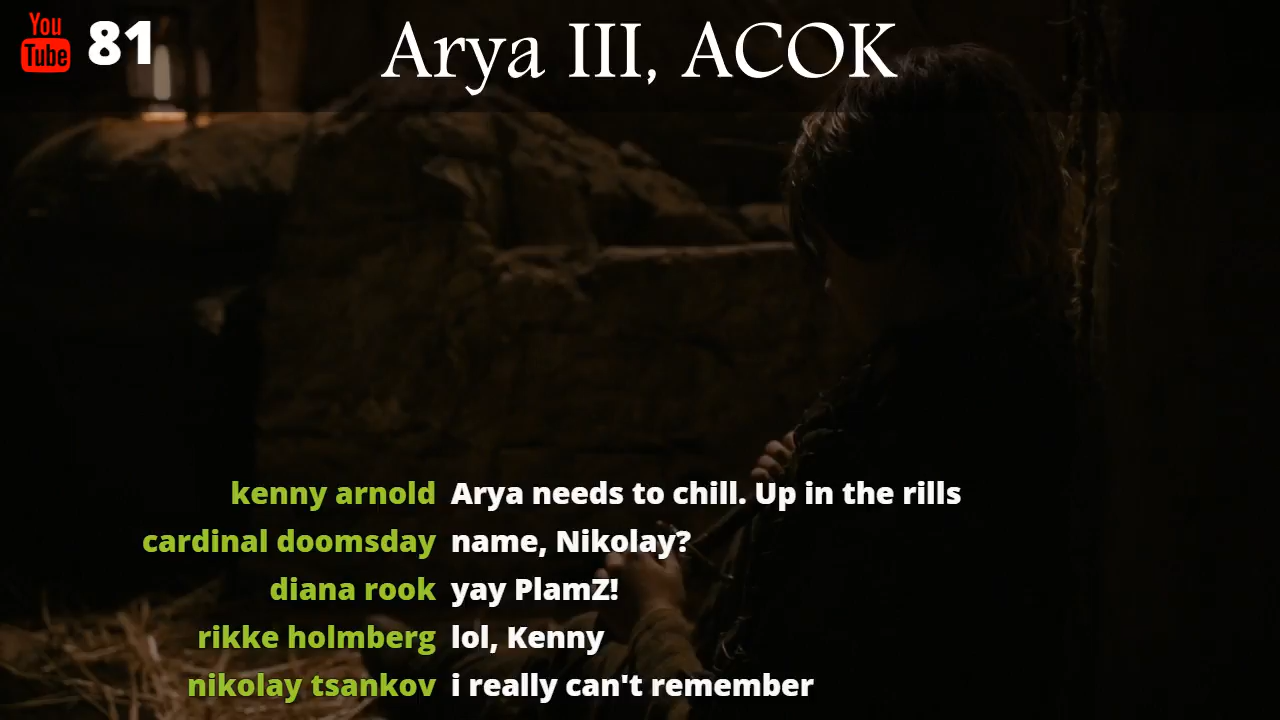 You
Tube 81
Arya III, ACOK
kenny arnold Arya needs to chill. Up in the rills
cardinal doomsday name, Nikolay?
diana rook yay PlamZ!
rikke holmberg lol, Kenny
nikolay tsankov i really can't remember